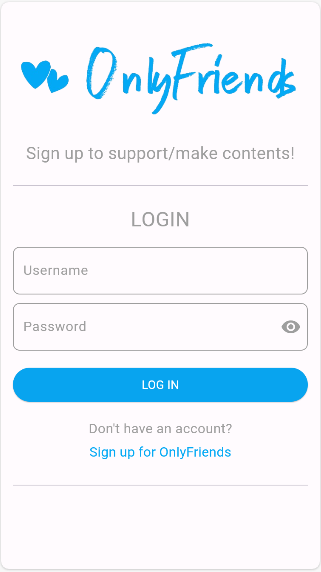 OnlyFriends
Sign up to support/make contents!
LOGIN
Username
Password
LOG IN
Don't have an account?
Sign up for OnlyFriends